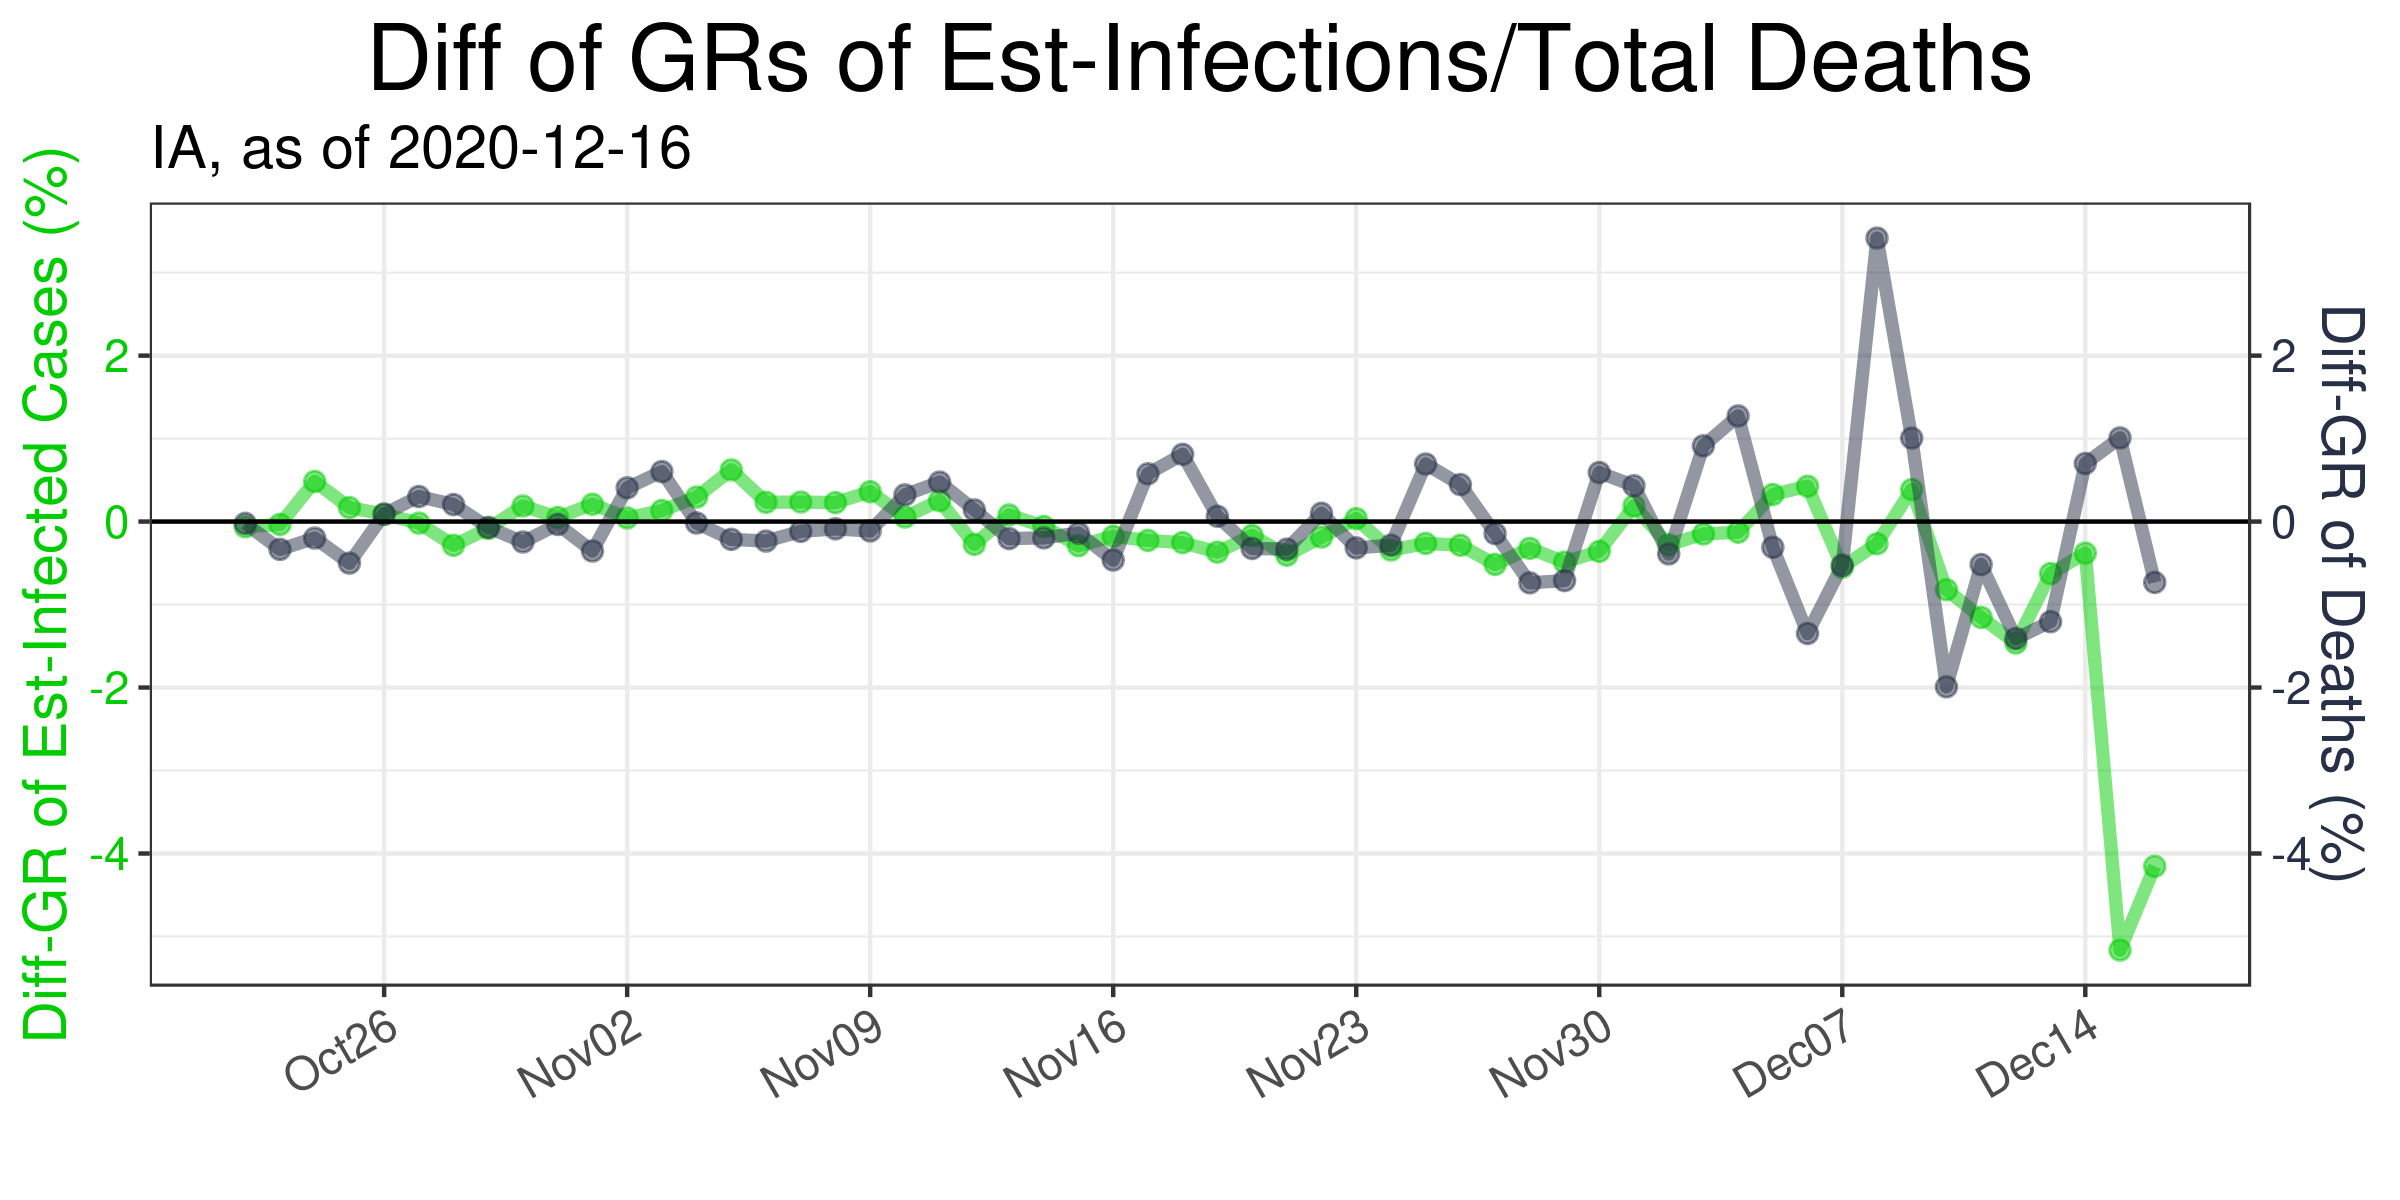 Diff of GRs of Est-Infections/Total Deaths
IA, as of 2020-12-16
Diff-GR of Est-Infected Cases (%)
2
0
-2
-4
2
0
-2
-4
Diff-GR of Deaths (%)
Oct26
Nov02
Nov09
Nov16
Nov23
Nov30
Dec07
Dec14